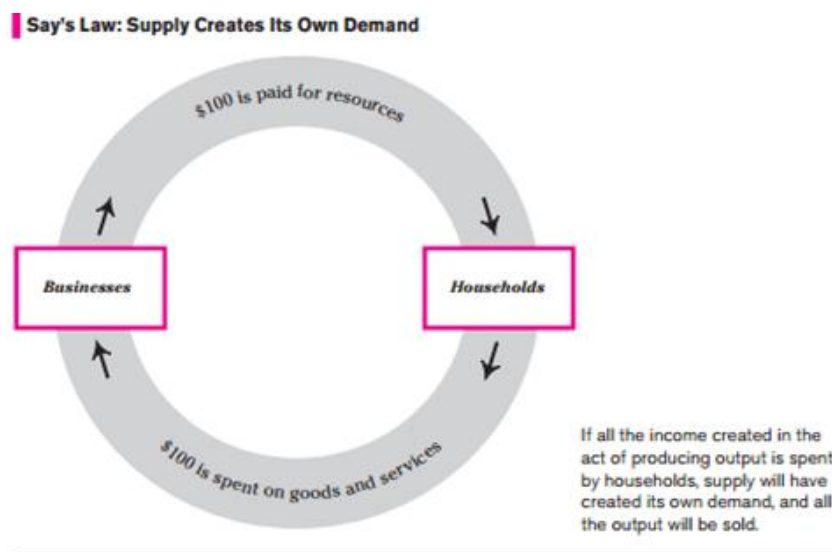 Say's Law: Supply Creates Its Own Demand
$100 is paid for resources
Businesses
Households
$100 is spent on goods and services
If all the income created in the
act of producing output is spent
by households, supply will have
created its own demand, and all
the output will be sold.